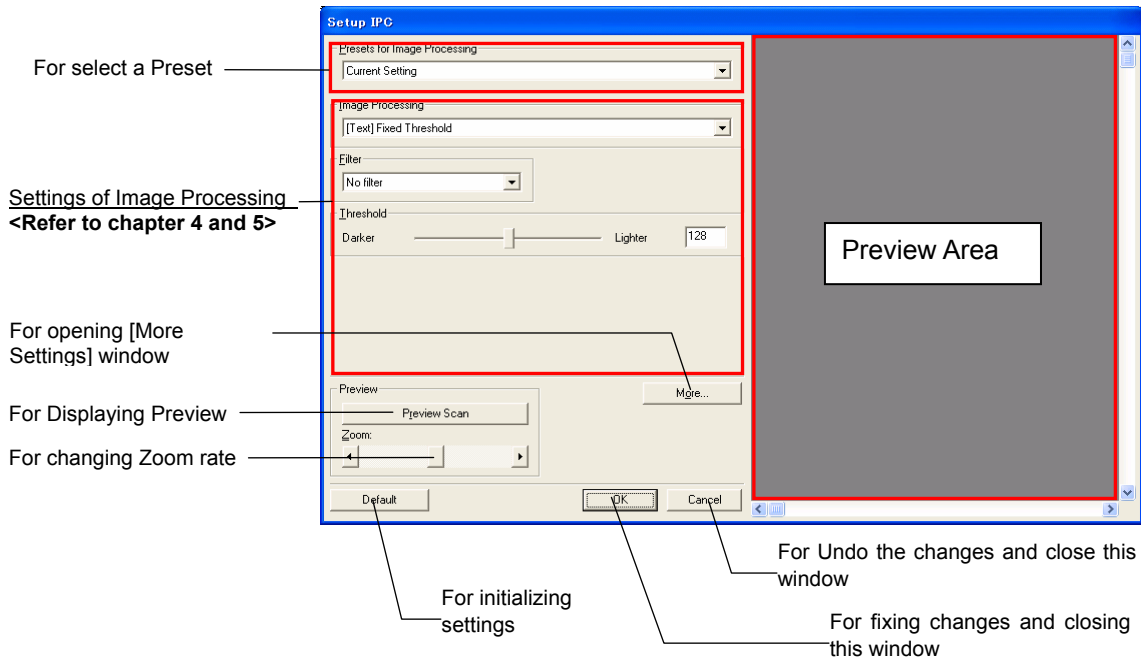 Setup IPC
Presets for Image Processing
For select a Preset
Current Setting
Image Processing
[Text] Fixed Threshold
Filter
No filter
Settings of Image Processing
<Refer to chapter 4 and 5>
Threshold
Darker
Lighter
128
Preview Area
For opening [More
Settings] window
More...
Preview
For Displaying Preview
Preview Scan
Zoom:
For changing Zoom rate
Default
OK
Cancel
For Undo the changes and close this
window
For initializing
settings
For fixing changes and closing
this window